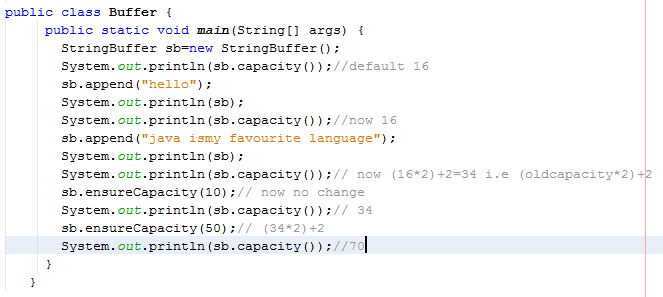 public class Buffer {
public static void main(String[] args) {
StringBuffer sb=new StringBuffer();
System.out.println(sb.capacity());//default 16
sb.append("hello");
System.out.println(sb);
System.out.println(sb.capacity());//now 16
sb.append("java ismy favourite language");
System.out.println(sb);
System.out.println(sb.capacity());// now (16*2)+2=34 i.e (oldcapacity*2)+2
sb.ensureCapacity(10);// now no change
System.out.println(sb.capacity());// 34
sb.ensureCapacity(50);// (34*2)+2
System.out.println(sb.capacity());//70
}
}